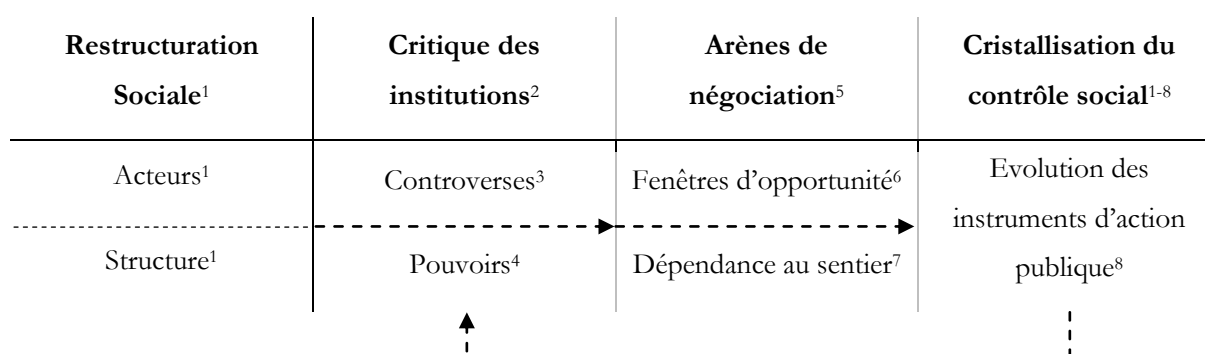 Restructuration
Sociale¹
Critique des
institutions²
Arènes de
négociation⁵
Cristallisation du
contrôle social¹⁻⁸
Acteurs¹
Controverses³
Fenêtres d'opportunité⁶
Evolution des
instruments d'action
publique⁸
Structure¹
Pouvoirs⁴
Dépendance au sentier⁷